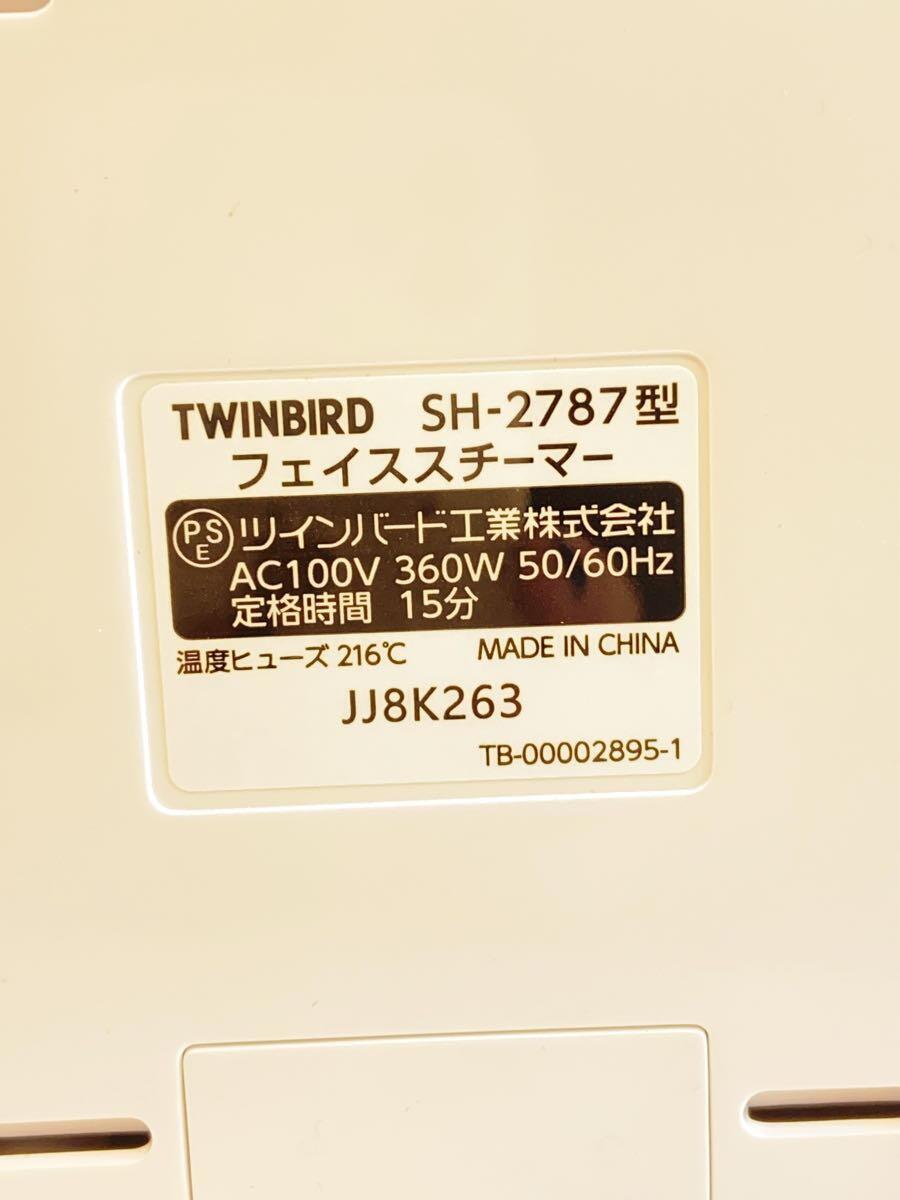 TWINBIRD SH-2787型
フェイススチーマー
PSE ツインバード工業株式会社
AC100V 360W 50/60Hz
定格時間 15分
温度ヒューズ 216℃ MADE IN CHINA
JJ8K263
TB-00002895-1